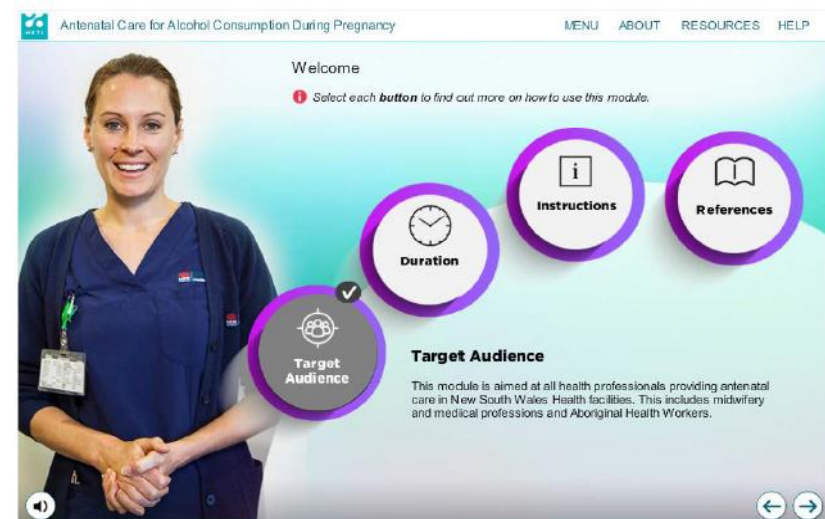 HETI
Antenatal Care for Alcohol Consumption During Pregnancy
MENU ABOUT RESOURCES HELP
Welcome
Select each button to find out more on how to use this module.
Instructions
References
Duration
Target
Audience
Target Audience
This module is aimed at all health professionals providing antenatal
care in New South Wales Health facilities. This includes midwifery
and medical professions and Aboriginal Health Workers.